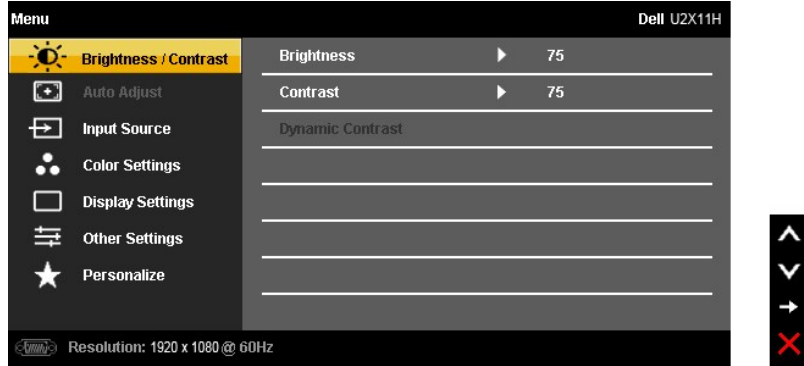 Menu Dell U2X11H
Brightness / Contrast Brightness 75
Auto Adjust Contrast 75
Input Source Dynamic Contrast
Color Settings
Display Settings
Other Settings
Personalize
Resolution: 1920 x 1080 @ 60Hz